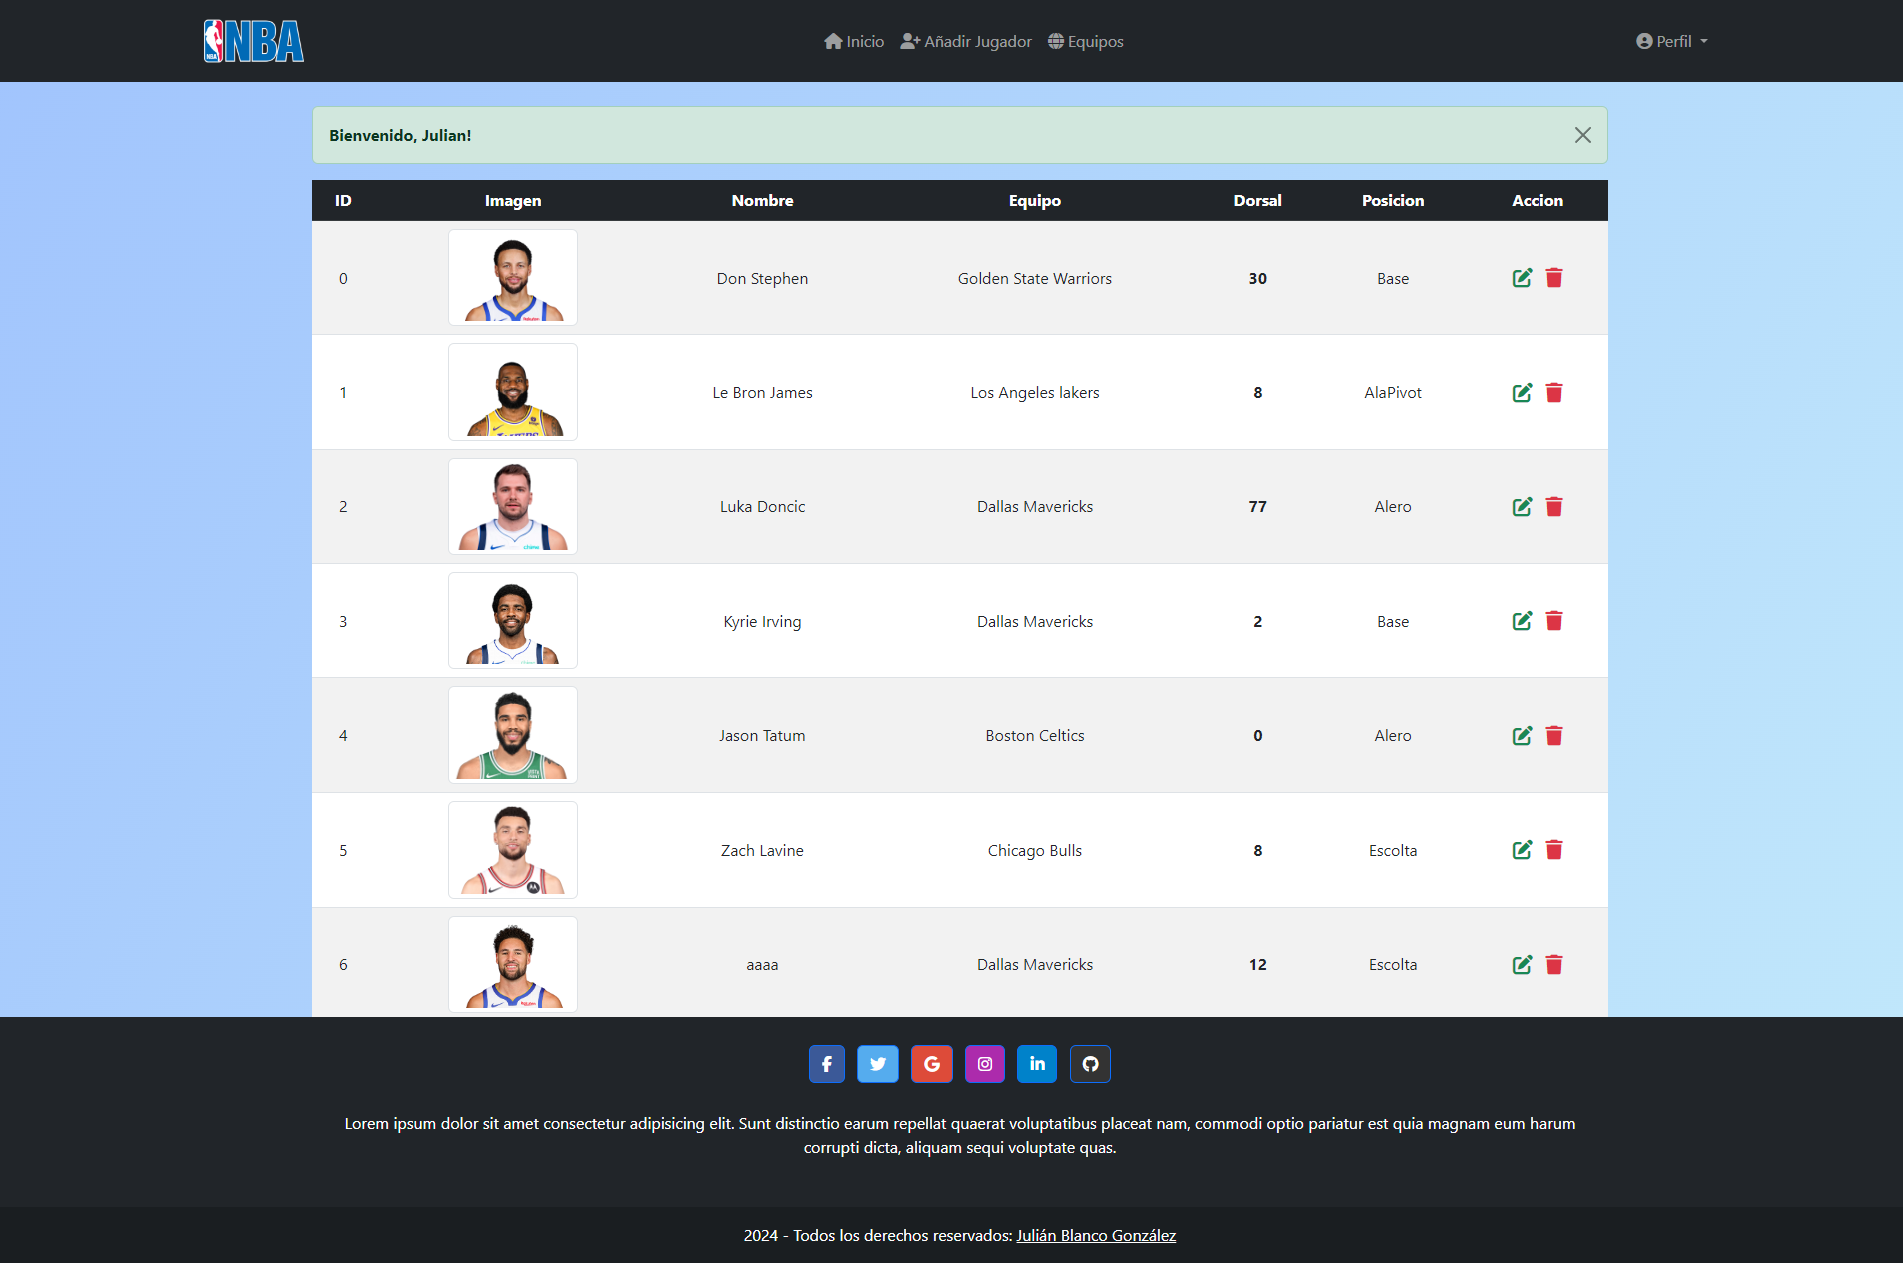 NBA NBA
Inicio Añadir Jugador Equipos Perfil
Bienvenido, Julian!
ID Imagen Nombre Equipo Dorsal Posicion Accion
0 Don Stephen Golden State Warriors 30 Base
1 Le Bron James Los Angeles lakers 8 AlaPivot
2 Luka Doncic Dallas Mavericks 77 Alero
3 Kyrie Irving Dallas Mavericks 2 Base
4 Jason Tatum Boston Celtics 0 Alero
5 Zach Lavine Chicago Bulls 8 Escolta
6 aaaa Dallas Mavericks 12 Escolta
Lorem ipsum dolor sit amet consectetur adipisicing elit. Sunt distinctio earum repellat quaerat voluptatibus placeat nam, commodi optio pariatur est quia magnam eum harum
corrupti dicta, aliquam sequi voluptate quas.
2024 - Todos los derechos reservados: Julián Blanco González